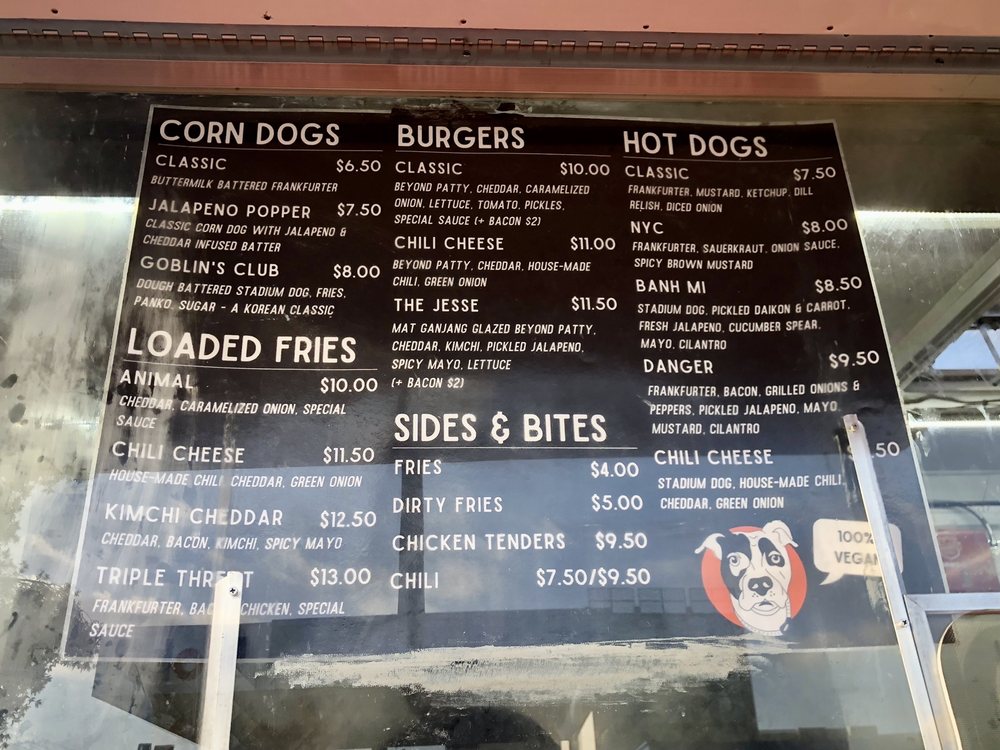 CORN DOGS
CLASSIC $6.50
BUTTERMILK BATTERED FRANKFURTER
JALAPENO POPPER $7.50
CLASSIC CORN DOG WITH JALAPENO &
CHEDDAR INFUSED BATTER
GOBLIN'S CLUB $8.00
DOUGH BATTERED STADIUM DOG, FRIES,
PANKO, SUGAR - A KOREAN CLASSIC
LOADED FRIES
ANIMAL $10.00
CHEDDAR, CARAMELIZED ONION, SPECIAL
SAUCE
CHILI CHEESE $11.50
HOUSE-MADE CHILI, CHEDDAR, GREEN ONION
KIMCHI CHEDDAR $12.50
CHEDDAR, BACON, KIMCHI, SPICY MAYO
TRIPLE $13.00
FRANKFURTER, CHICKEN, SPECIAL
SAUCE
BURGERS
CLASSIC $10.00
BEYOND PATTY, CHEDDAR, CARAMELIZED
ONION, LETTUCE, TOMATO, PICKLES,
SPECIAL SAUCE (+ BACON $2)
CHILI CHEESE $11.00
BEYOND PATTY, CHEDDAR, HOUSE-MADE
CHILI, GREEN ONION
THE JESSE $11.50
MAT GANJANG GLAZED BEYOND PATTY,
CHEDDAR, KIMCHI, PICKLED JALAPENO,
SPICY MAYO, LETTUCE
(+ BACON $2)
SIDES & BITES
FRIES $4.00
DIRTY FRIES $5.00
CHICKEN TENDERS $9.50
CHILI $7.50/$9.50
HOT DOGS
CLASSIC $7.50
FRANKFURTER, MUSTARD, KETCHUP, DILL
RELISH, DICED ONION
NYC $8.00
FRANKFURTER, SAUERKRAUT, ONION SAUCE,
SPICY BROWN MUSTARD
BANH MI $8.50
STADIUM DOG, PICKLED DAIKON & CARROT,
FRESH JALAPENO, CUCUMBER SPEAR,
MAYO, CILANTRO
DANGER $9.50
FRANKFURTER, BACON, GRILLED ONIONS &
PEPPERS, PICKLED JALAPENO, MAYO,
MUSTARD, CILANTRO
CHILI CHEESE .50
STADIUM DOG, HOUSE-MADE CHILI,
CHEDDAR, GREEN ONION
100%
VEGAN